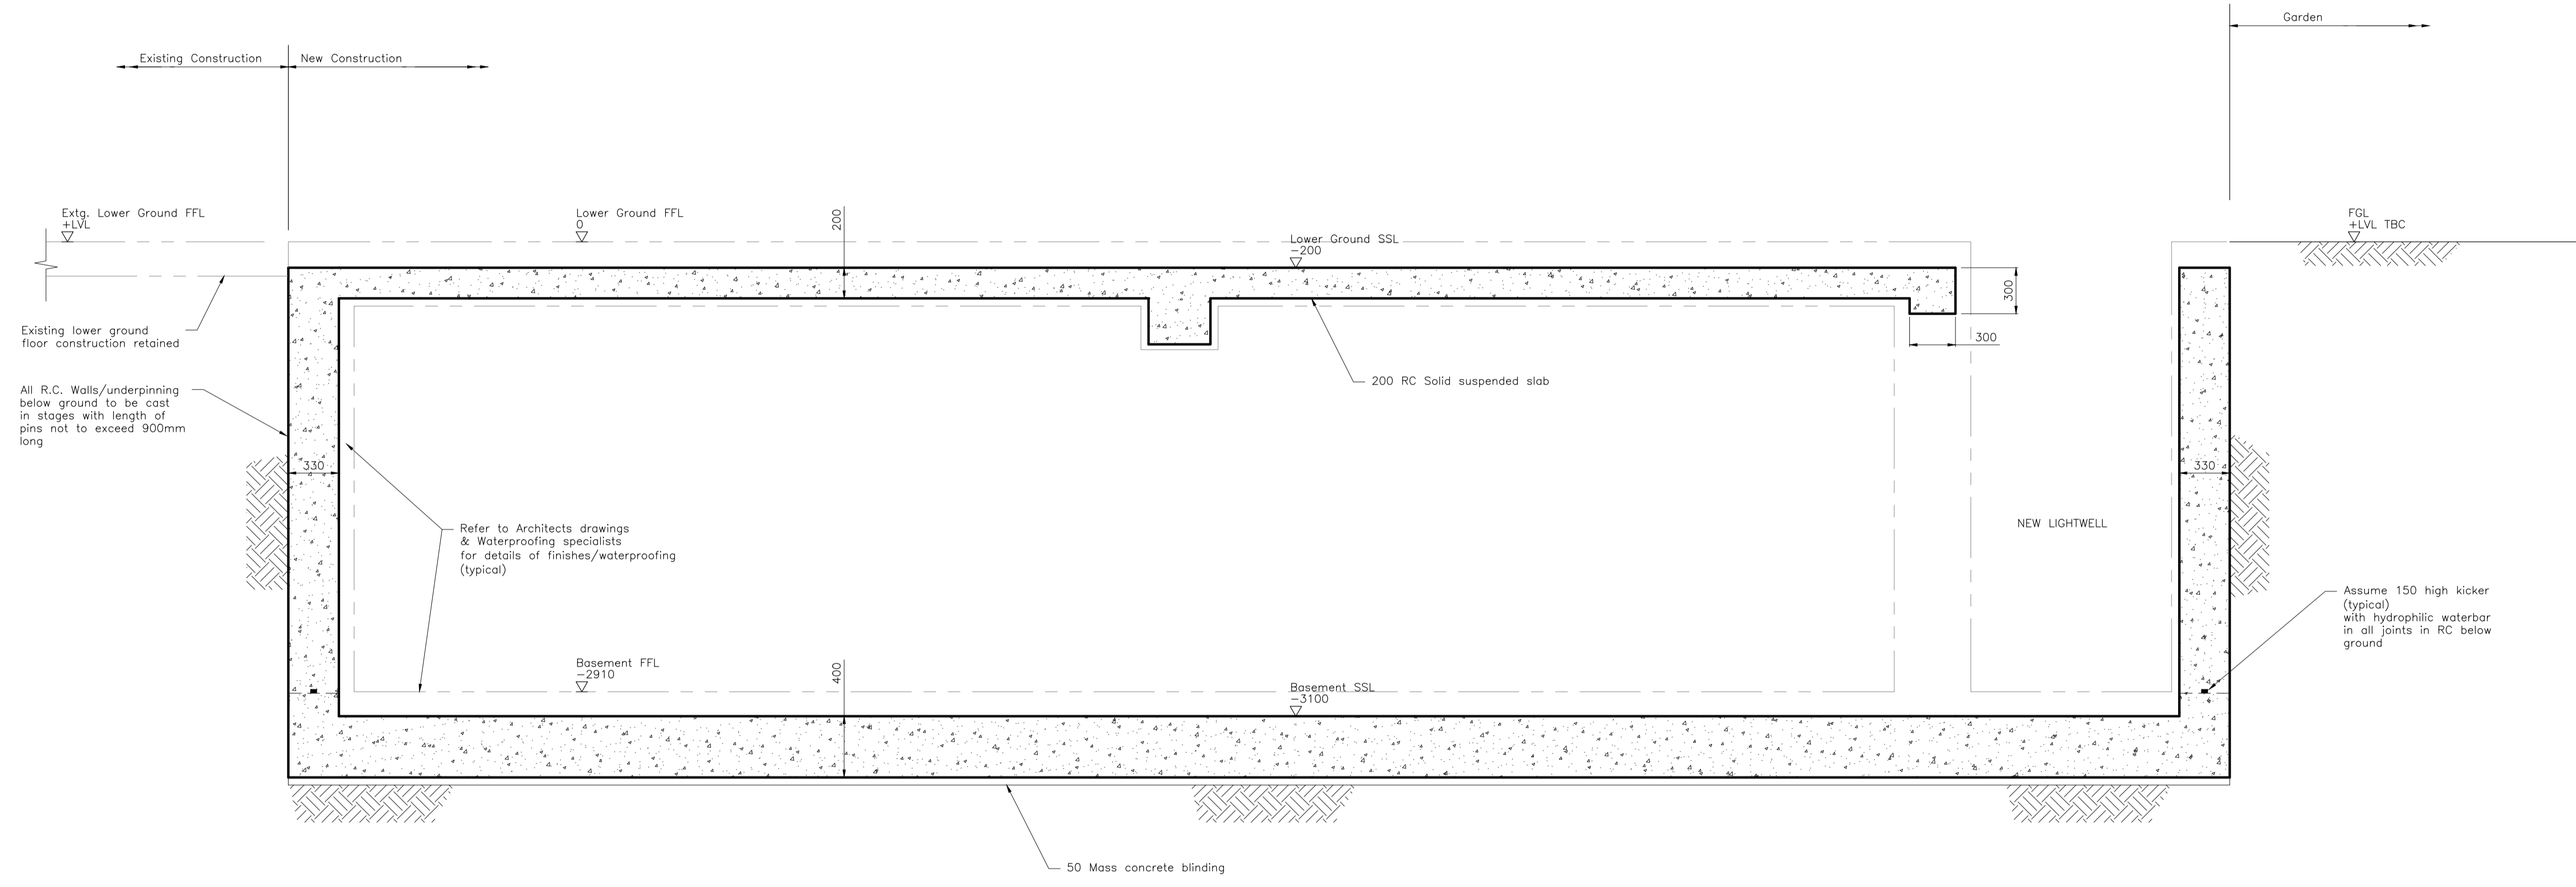 Garden
Existing Construction
New Construction
Extg. Lower Ground FFL
+LVL
Lower Ground FFL
0
200
Lower Ground SSL
-200
FGL
+LVL TBC
300
300
Existing lower ground
floor construction retained
200 RC Solid suspended slab
All R.C. Walls/underpinning
below ground to be cast
in stages with length of
pins not to exceed 900mm
long
330
330
Refer to Architects drawings
& Waterproofing specialists
for details of finishes/waterproofing
(typical)
NEW LIGHTWELL
Assume 150 high kicker
(typical)
with hydrophilic waterbar
in all joints in RC below
ground
Basement FFL
-2910
400
Basement SSL
-3100
50 Mass concrete blinding